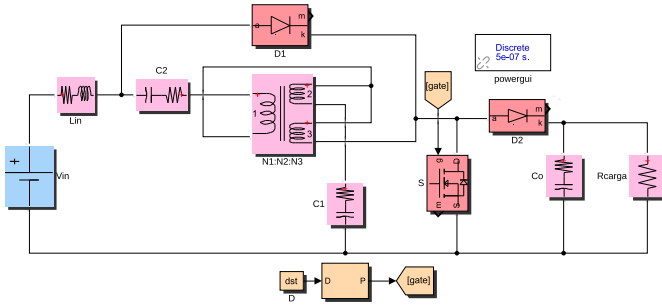 a
m
k
D1
Discrete
5e-07 s.
powergui
C2
[gate]
Lin
1
2
3
N1:N2:N3
a
m
k
D2
Vin
S
g
D
m
S
C1
Co
Rcarga
dst
D
D
P
[gate]